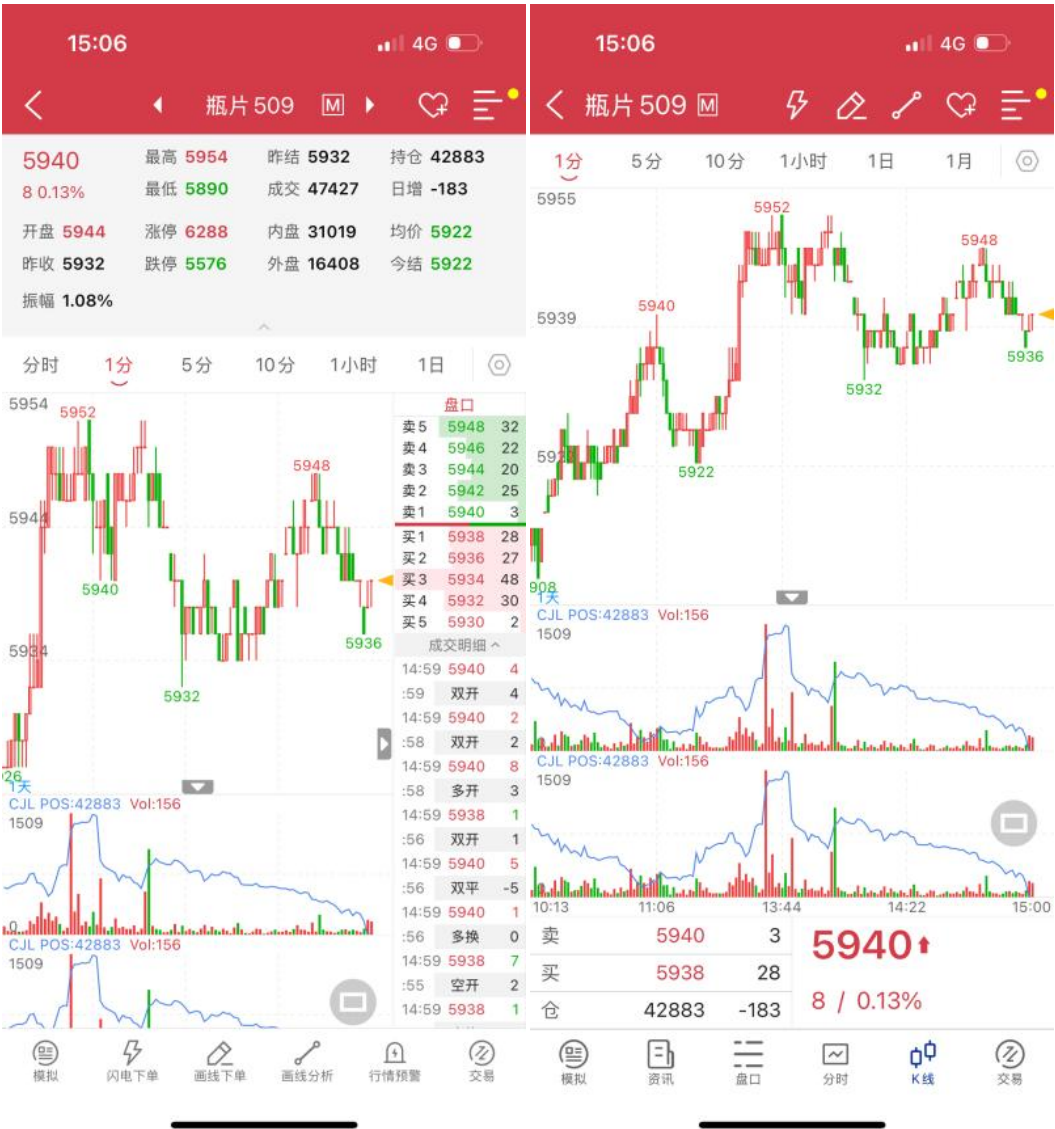 15:06
4G
瓶片509 M
5940
8 0.13%
最高 5954 昨结 5932 持仓 42883
最低 5890 成交 47427 日增 -183
开盘 5944 涨停 6288 内盘 31019 均价 5922
昨收 5932 跌停 5576 外盘 16408 今结 5922
振幅 1.08%
分时 1分 5分 10分 1小时 1日
5954
5952
5948
5944
5940
5936
5934
5932
1天
CJL POS:42883 Vol:156
1509
0
CJL POS:42883 Vol:156
1509
盘口
卖5 5948 32
卖4 5946 22
卖3 5944 20
卖2 5942 25
卖1 5940 3
买1 5938 28
买2 5936 27
买3 5934 48
买4 5932 30
买5 5930 2
成交明细
14:59 5940 4
:59 双开 4
14:59 5940 2
:58 双开 2
14:59 5940 8
:58 多开 3
14:59 5938 1
:56 双开 1
14:59 5940 5
:56 双平 -5
14:59 5940 1
:56 多换 0
14:59 5938 7
:55 空开 2
14:59 5938 1
模拟 闪电下单 画线下单 画线分析 行情预警 交易
15:06
4G
瓶片509 M
1分 5分 10分 1小时 1日 1月
5955
5952
5948
5940
5939
5936
5932
5922
1天
CJL POS:42883 Vol:156
1509
0
CJL POS:42883 Vol:156
1509
0
10:13 11:06 13:44 14:22 15:00
卖 5940 3
买 5938 28
仓 42883 -183
5940
8 / 0.13%
模拟 资讯 盘口 分时 K线 交易